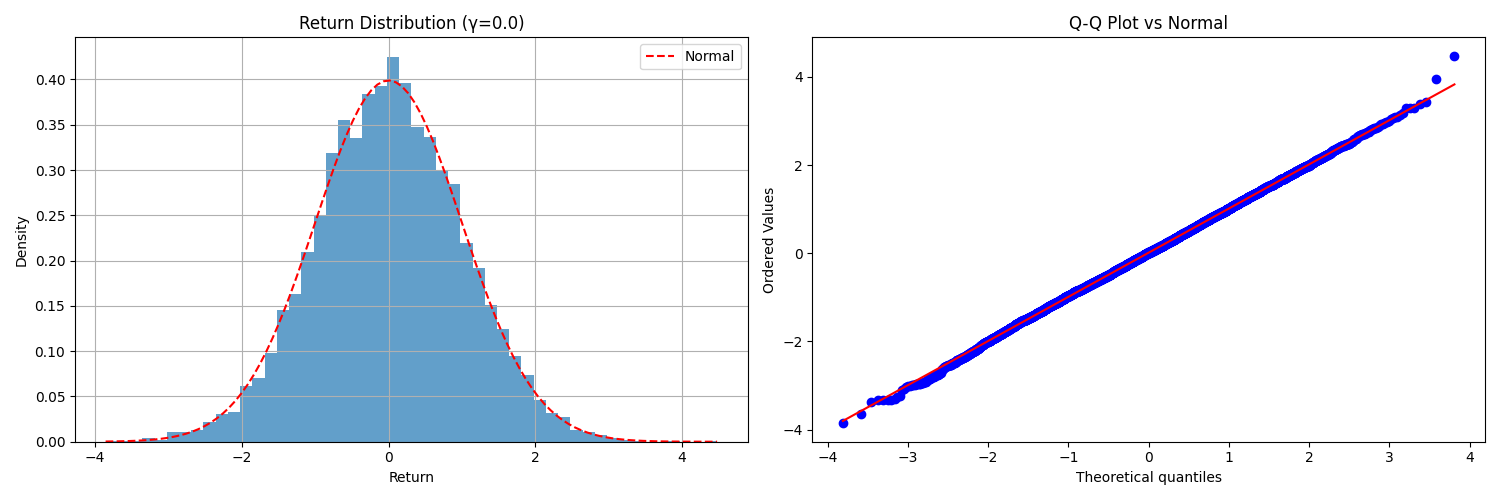 Return Distribution (γ=0.0)
Normal
0.40
0.35
0.30
0.25
0.20
0.15
0.10
0.05
0.00
Density
−4 −2 0 2 4
Return
Q-Q Plot vs Normal
4
2
0
−2
−4
Ordered Values
−4 −3 −2 −1 0 1 2 3 4
Theoretical quantiles